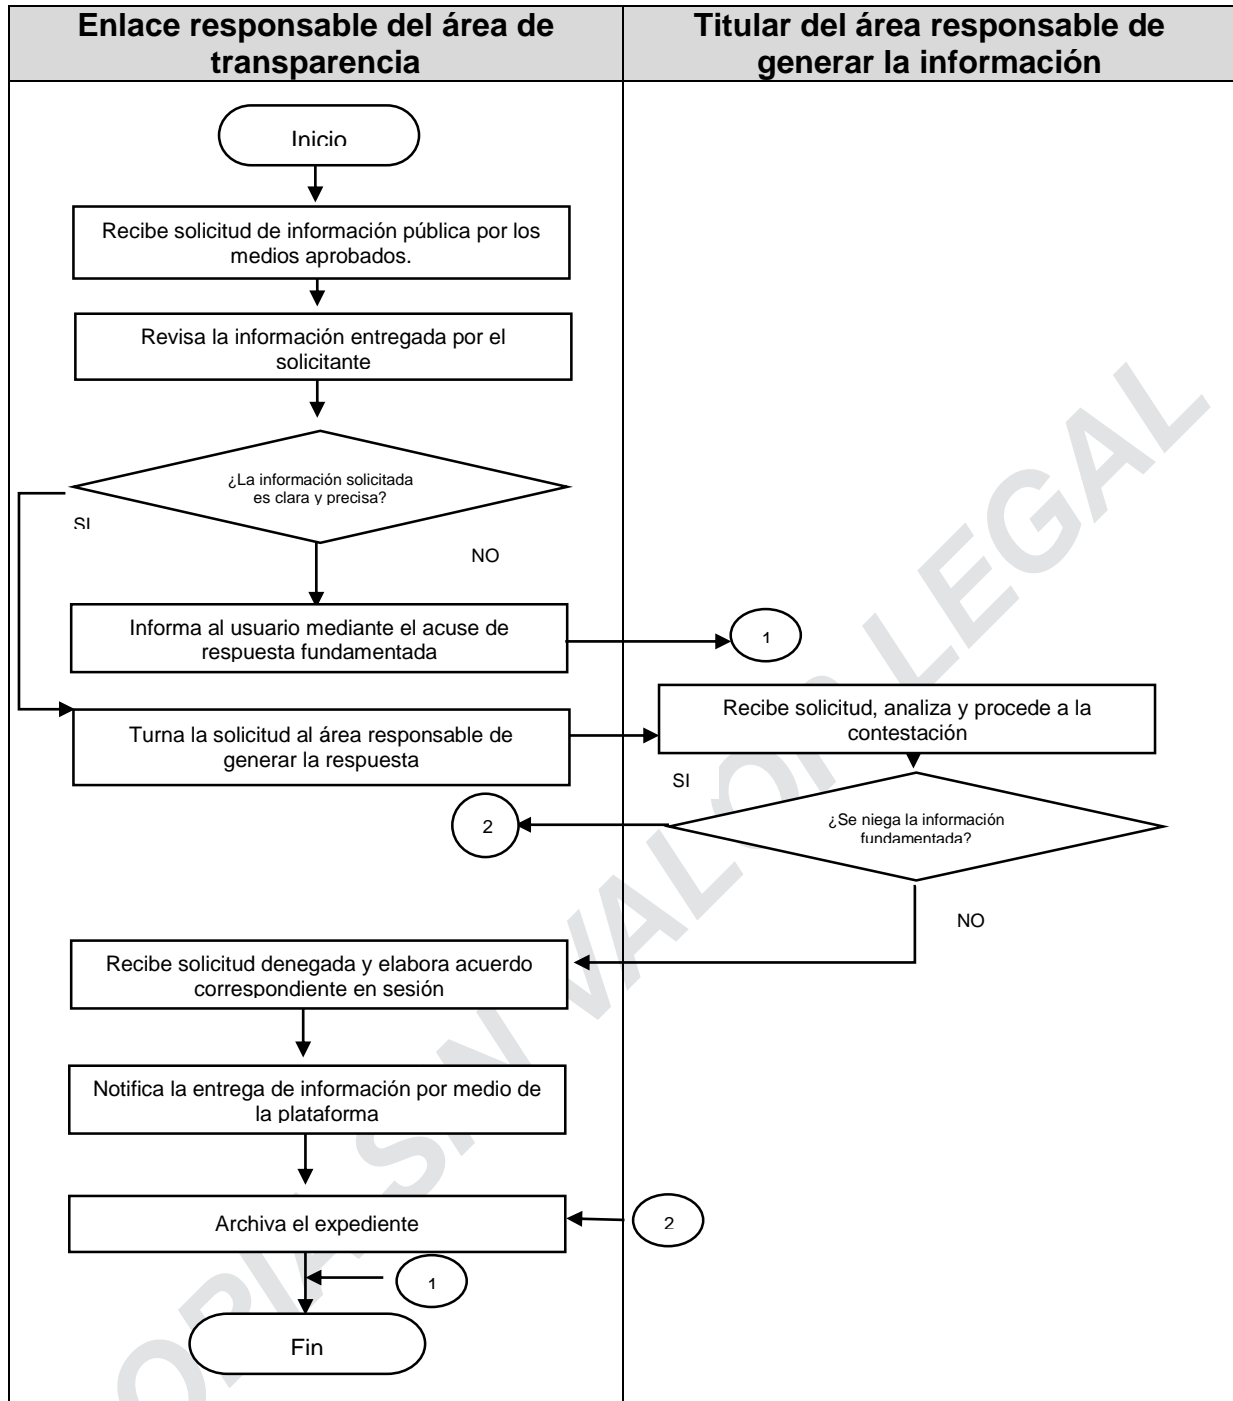 Enlace responsable del área de
transparencia
Titular del área responsable de
generar la información
Inicio
Recibe solicitud de información pública por los
medios aprobados.
Revisa la información entregada por el
solicitante
¿La información solicitada
es clara y precisa?
SI
NO
Informa al usuario mediante el acuse de
respuesta fundamentada
1
Turna la solicitud al área responsable de
generar la respuesta
Recibe solicitud, analiza y procede a la
contestación
SI
2
¿Se niega la información
fundamentada?
NO
Recibe solicitud denegada y elabora acuerdo
correspondiente en sesión
Notifica la entrega de información por medio de
la plataforma
Archiva el expediente
2
1
Fin
SIN VALOR LEGAL